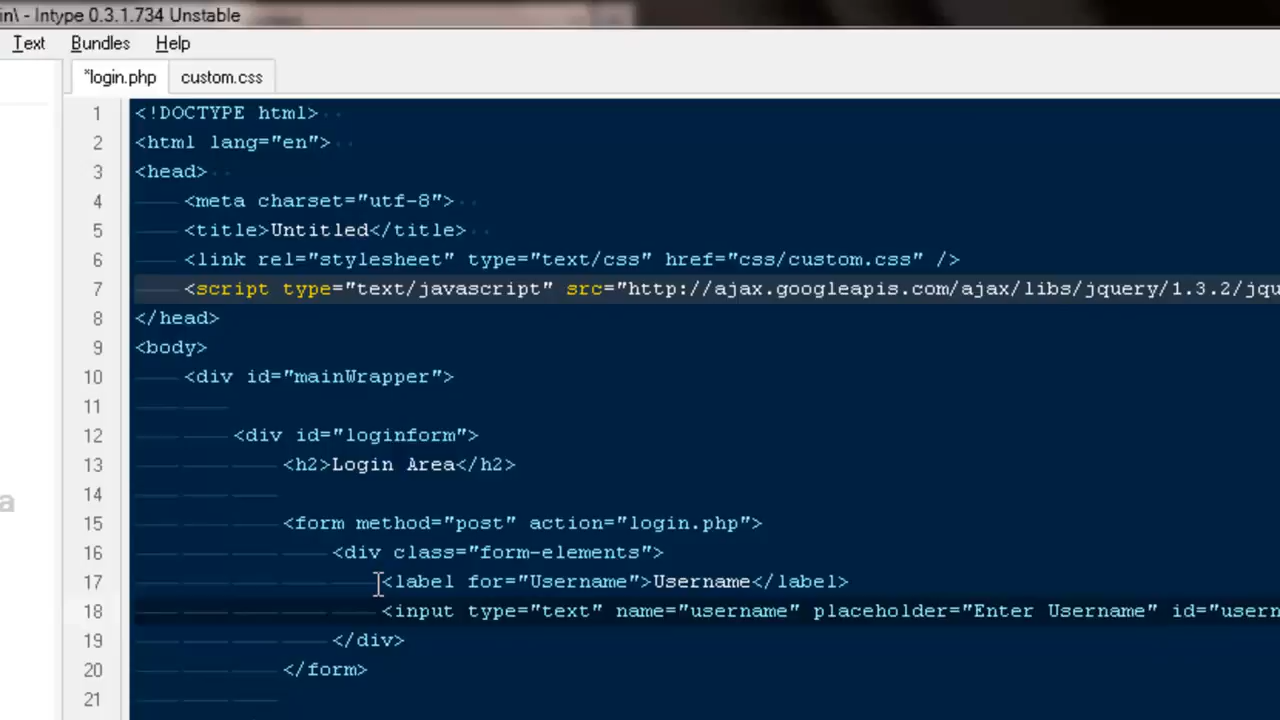 in\ - Intype 0.3.1.734 Unstable
Text Bundles Help
*login.php custom.css
1 <!DOCTYPE html>
2 <html lang="en">
3 <head>
4 <meta charset="utf-8">
5 <title>Untitled</title>
6 <link rel="stylesheet" type="text/css" href="css/custom.css" />
7 <script type="text/javascript" src="http://ajax.googleapis.com/ajax/libs/jquery/1.3.2/jqu
8 </head>
9 <body>
10 <div id="mainWrapper">
11
12 <div id="loginform">
13 <h2>Login Area</h2>
14
15 <form method="post" action="login.php">
16 <div class="form-elements">
17 <label for="Username">Username</label>
18 <input type="text" name="username" placeholder="Enter Username" id="usern
19 </div>
20 </form>
21
a